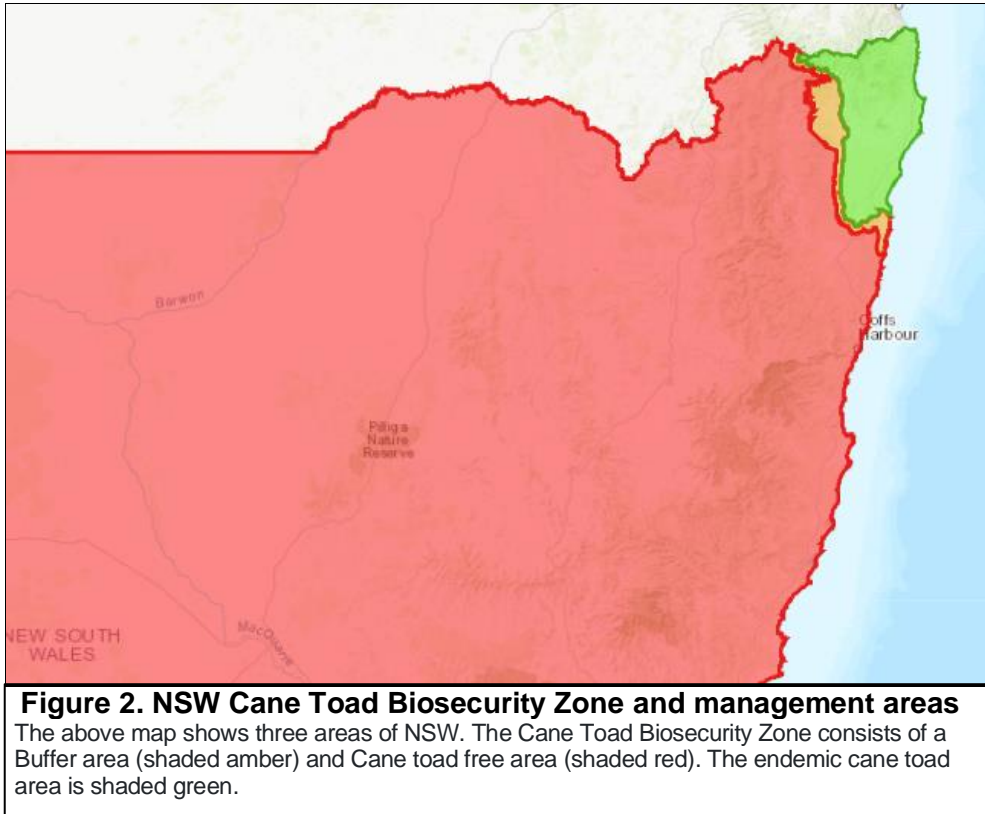 Barwon
Coffs
Harbour
Pilliga
Nature
Reserve
NEW SOUTH
WALES
Macquarie
Figure 2. NSW Cane Toad Biosecurity Zone and management areas
The above map shows three areas of NSW. The Cane Toad Biosecurity Zone consists of a
Buffer area (shaded amber) and Cane toad free area (shaded red). The endemic cane toad
area is shaded green.